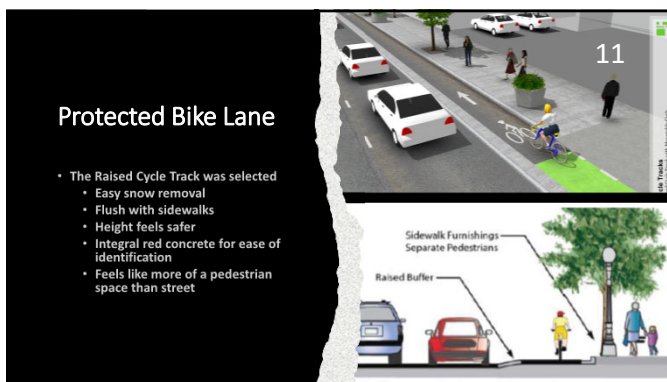 Protected Bike Lane
• The Raised Cycle Track was selected
• Easy snow removal
• Flush with sidewalks
• Height feels safer
• Integral red concrete for ease of
identification
• Feels like more of a pedestrian
space than street
11
cle Tracks
Sidewalk Furnishings
Separate Pedestrians
Raised Buffer